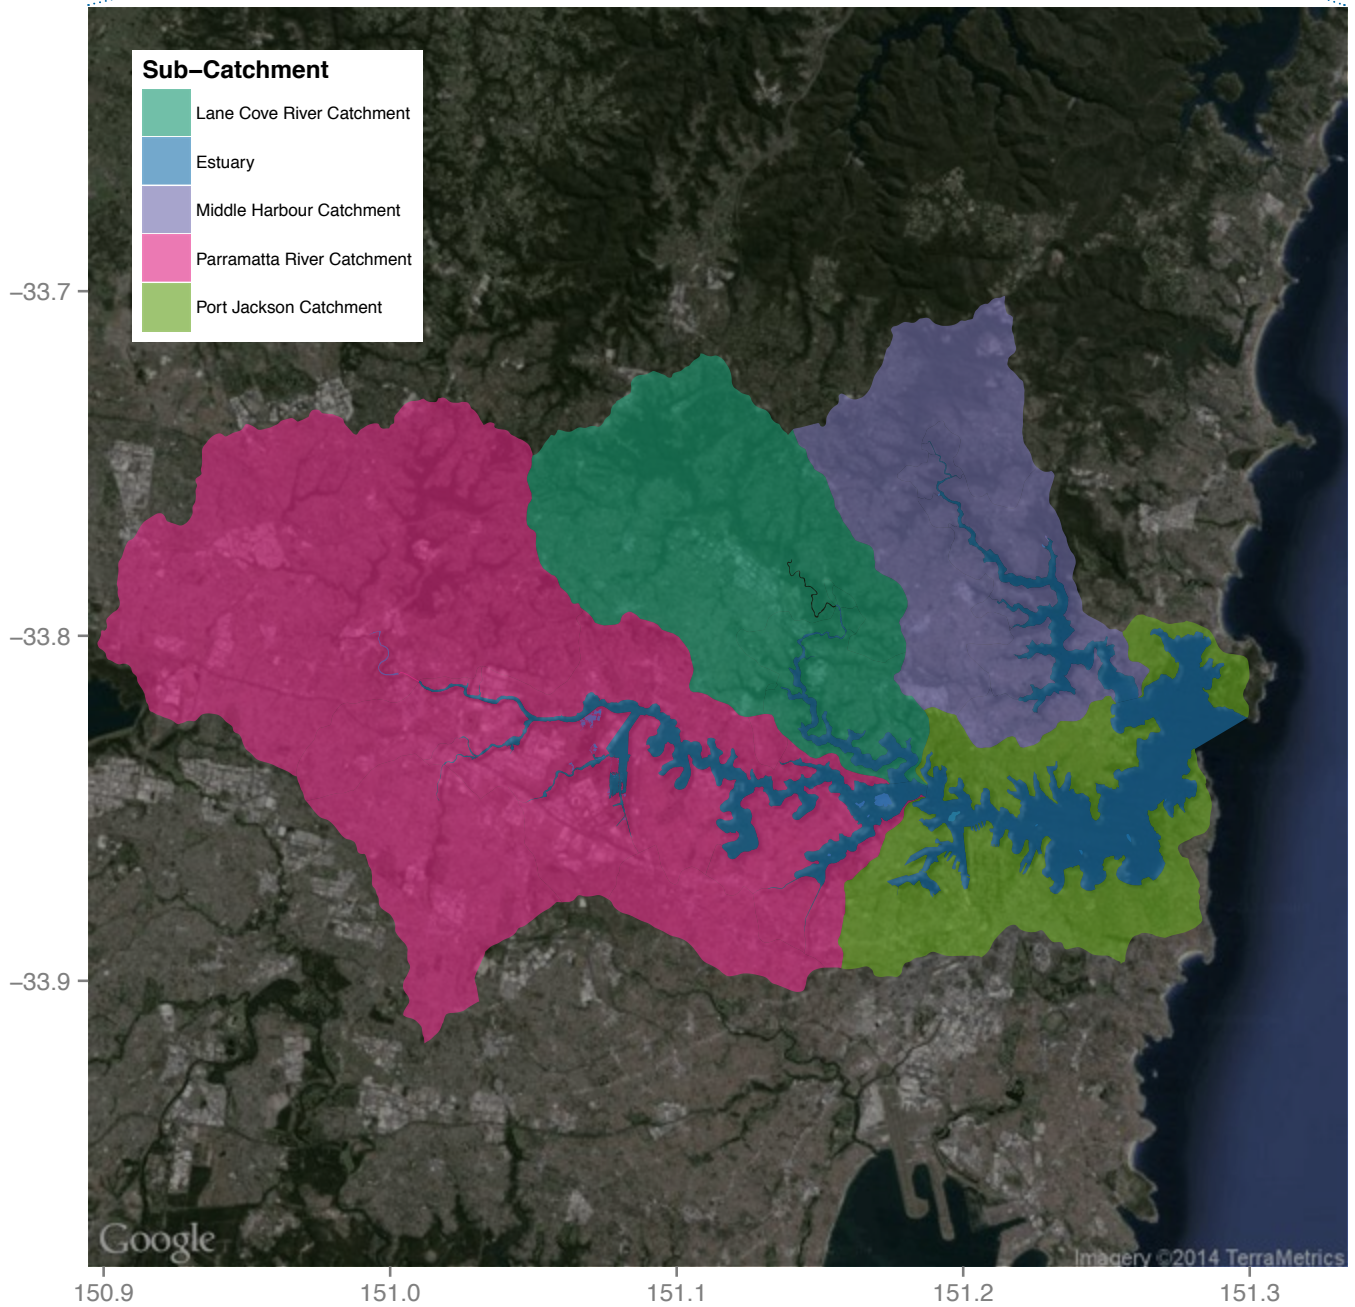 Sub−Catchment
Lane Cove River Catchment
Estuary
Middle Harbour Catchment
Parramatta River Catchment
Port Jackson Catchment
−33.7
−33.8
−33.9
Google
Imagery ©2014 TerraMetrics
150.9 151.0 151.1 151.2 151.3